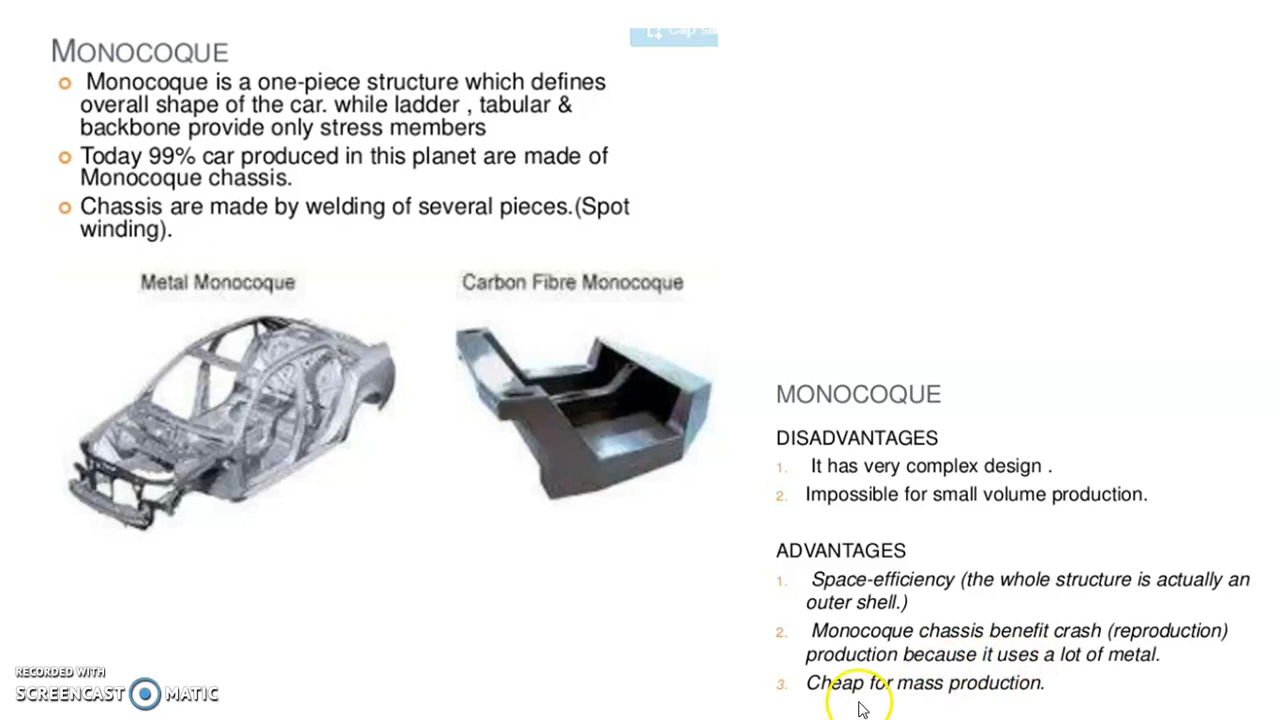 MONOCOQUE
Monocoque is a one-piece structure which defines
overall shape of the car. while ladder , tabular &
backbone provide only stress members
Today 99% car produced in this planet are made of
Monocoque chassis.
Chassis are made by welding of several pieces.(Spot
winding).
Metal Monocoque
Carbon Fibre Monocoque
MONOCOQUE
DISADVANTAGES
1. It has very complex design .
2. Impossible for small volume production.
ADVANTAGES
1. Space-efficiency (the whole structure is actually an
outer shell.)
2. Monocoque chassis benefit crash (reproduction)
production because it uses a lot of metal.
3. Cheap for mass production.
RECORDED WITH
SCREENCAST MATIC